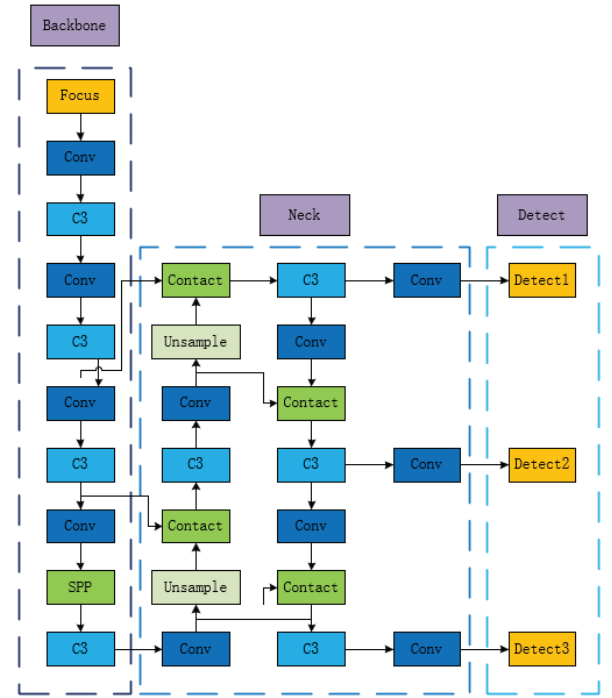 Backbone
Focus
Conv
C3
Conv
C3
Conv
C3
Conv
SPP
C3
Neck
Contact
Unsample
Conv
C3
Contact
Unsample
Conv
C3
Conv
Contact
C3
Conv
Contact
C3
Conv
Conv
Conv
Detect
Detect1
Detect2
Detect3